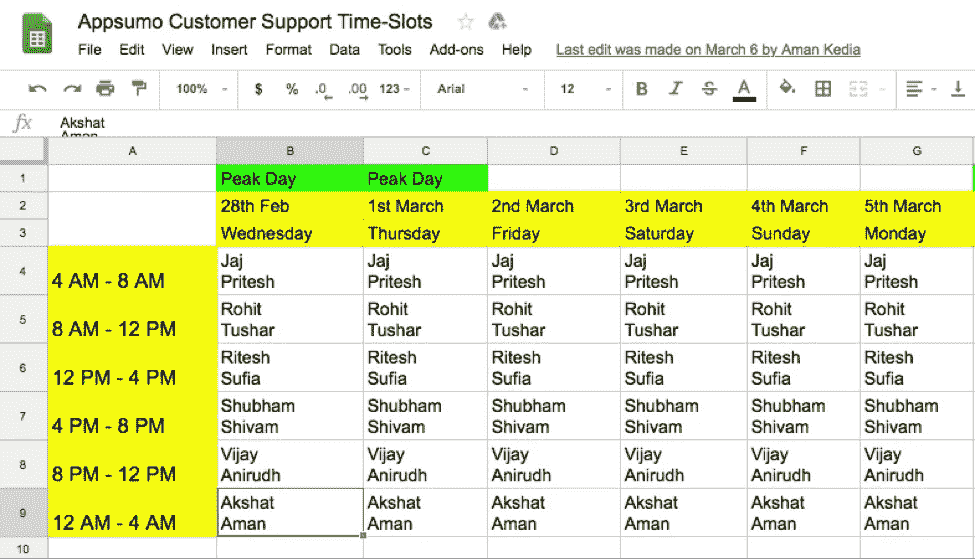 Appsumo Customer Support Time-Slots
File Edit View Insert Format Data Tools Add-ons Help Last edit was made on March 6 by Aman Kedia
100% $ % .0 .00 123 Arial 12 B I S A
fx Akshat
Aman
A B C D E F G
1 Peak Day Peak Day
2 28th Feb 1st March 2nd March 3rd March 4th March 5th March
3 Wednesday Thursday Friday Saturday Sunday Monday
Jaj Jaj Jaj Jaj Jaj Jaj
4 4 AM - 8 AM Pritesh Pritesh Pritesh Pritesh Pritesh Pritesh
Rohit Rohit Rohit Rohit Rohit Rohit
5 8 AM - 12 PM Tushar Tushar Tushar Tushar Tushar Tushar
Ritesh Ritesh Ritesh Ritesh Ritesh Ritesh
6 12 PM - 4 PM Sufia Sufia Sufia Sufia Sufia Sufia
Shubham Shubham Shubham Shubham Shubham Shubham
7 4 PM - 8 PM Shivam Shivam Shivam Shivam Shivam Shivam
Vijay Vijay Vijay Vijay Vijay Vijay
8 8 PM - 12 PM Anirudh Anirudh Anirudh Anirudh Anirudh Anirudh
Akshat Akshat Akshat Akshat Akshat Akshat
9 12 AM - 4 AM Aman Aman Aman Aman Aman Aman
10